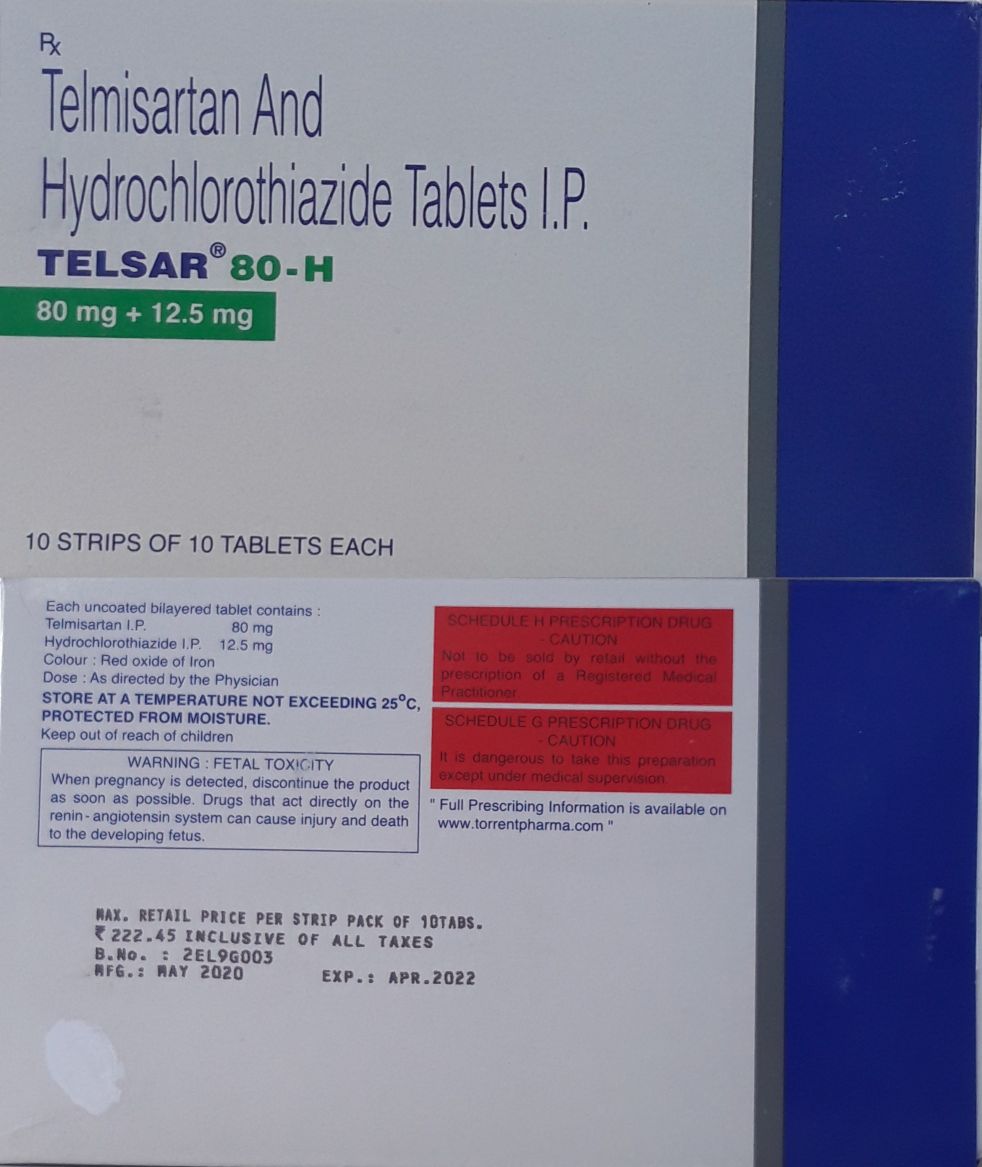 Rx
Telmisartan And
Hydrochlorothiazide Tablets I.P.
TELSAR® 80-H
80 mg + 12.5 mg
10 STRIPS OF 10 TABLETS EACH
Each uncoated bilayered tablet contains :
Telmisartan I.P. 80 mg
Hydrochlorothiazide I.P. 12.5 mg
Colour : Red oxide of Iron
Dose : As directed by the Physician
STORE AT A TEMPERATURE NOT EXCEEDING 25°C,
PROTECTED FROM MOISTURE.
Keep out of reach of children
WARNING : FETAL TOXICITY
When pregnancy is detected, discontinue the product
as soon as possible. Drugs that act directly on the
renin - angiotensin system can cause injury and death
to the developing fetus.
SCHEDULE H PRESCRIPTION DRUG
- CAUTION
Not to be sold by retail without the
prescription of a Registered Medical
Practitioner
SCHEDULE G PRESCRIPTION DRUG
- CAUTION
It is dangerous to take this preparation
except under medical supervision.
" Full Prescribing Information is available on
www.torrentpharma.com "
MAX. RETAIL PRICE PER STRIP PACK OF 10TABS.
₹222.45 INCLUSIVE OF ALL TAXES
B.No. : 2EL9G003
MFG.: MAY 2020 EXP.: APR.2022